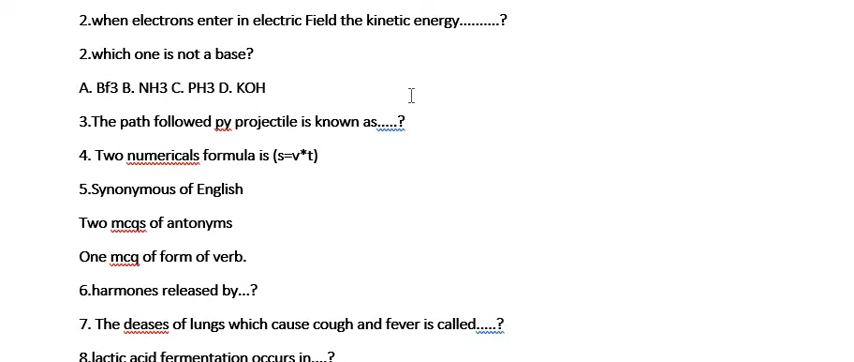 2.when electrons enter in electric Field the kinetic energy..........?
2.which one is not a base?
A. Bf3 B. NH3 C. PH3 D. KOH
3.The path followed py projectile is known as.....?
4. Two numericals formula is (s=v*t)
5.Synonymous of English
Two mcqs of antonyms
One mcq of form of verb.
6.harmones released by...?
7. The deases of lungs which cause cough and fever is called.....?
8.lactic acid fermentation occurs in....?